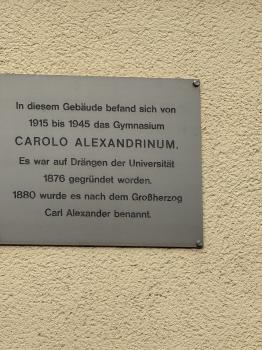 In diesem Gebäude befand sich von
1915 bis 1945 das Gymnasium
CAROLO ALEXANDRINUM.
Es war auf Drängen der Universität
1876 gegründet worden.
1880 wurde es nach dem Großherzog
Carl Alexander benannt.